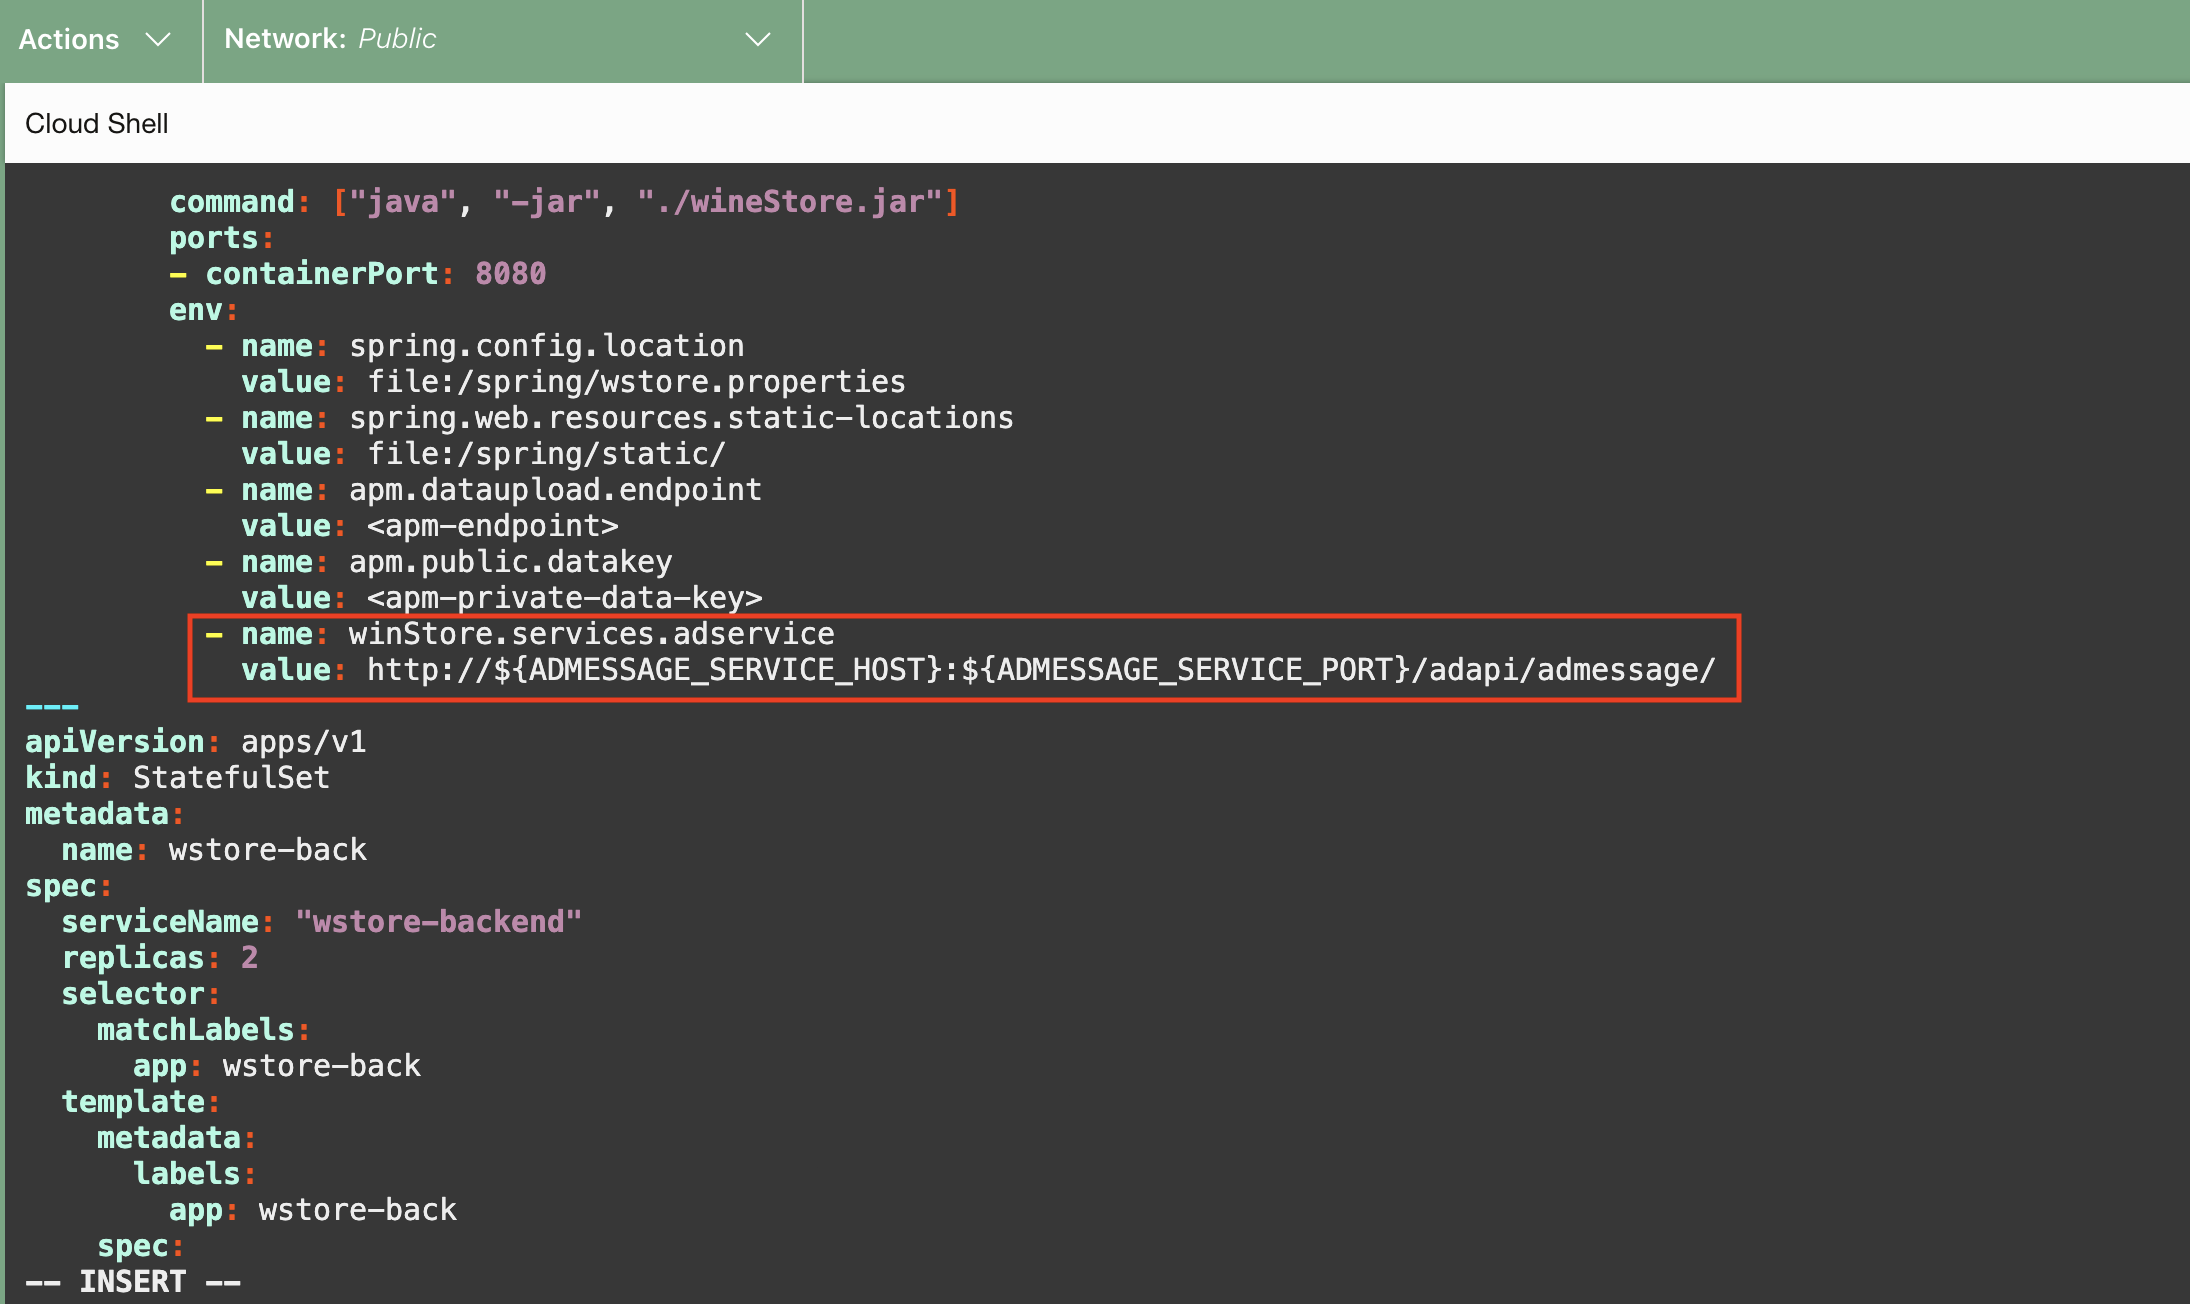 Actions Network: Public
Cloud Shell
        command: ["java", "-jar", "./wineStore.jar"]
        ports:
        - containerPort: 8080
        env:
          - name: spring.config.location
            value: file:/spring/wstore.properties
          - name: spring.web.resources.static-locations
            value: file:/spring/static/
          - name: apm.dataupload.endpoint
            value: <apm-endpoint>
          - name: apm.public.datakey
            value: <apm-private-data-key>
          - name: winStore.services.adservice
            value: http://${ADMESSAGE_SERVICE_HOST}:${ADMESSAGE_SERVICE_PORT}/adapi/admessage/
---
apiVersion: apps/v1
kind: StatefulSet
metadata:
  name: wstore-back
spec:
  serviceName: "wstore-backend"
  replicas: 2
  selector:
    matchLabels:
      app: wstore-back
  template:
    metadata:
      labels:
        app: wstore-back
    spec:
-- INSERT --